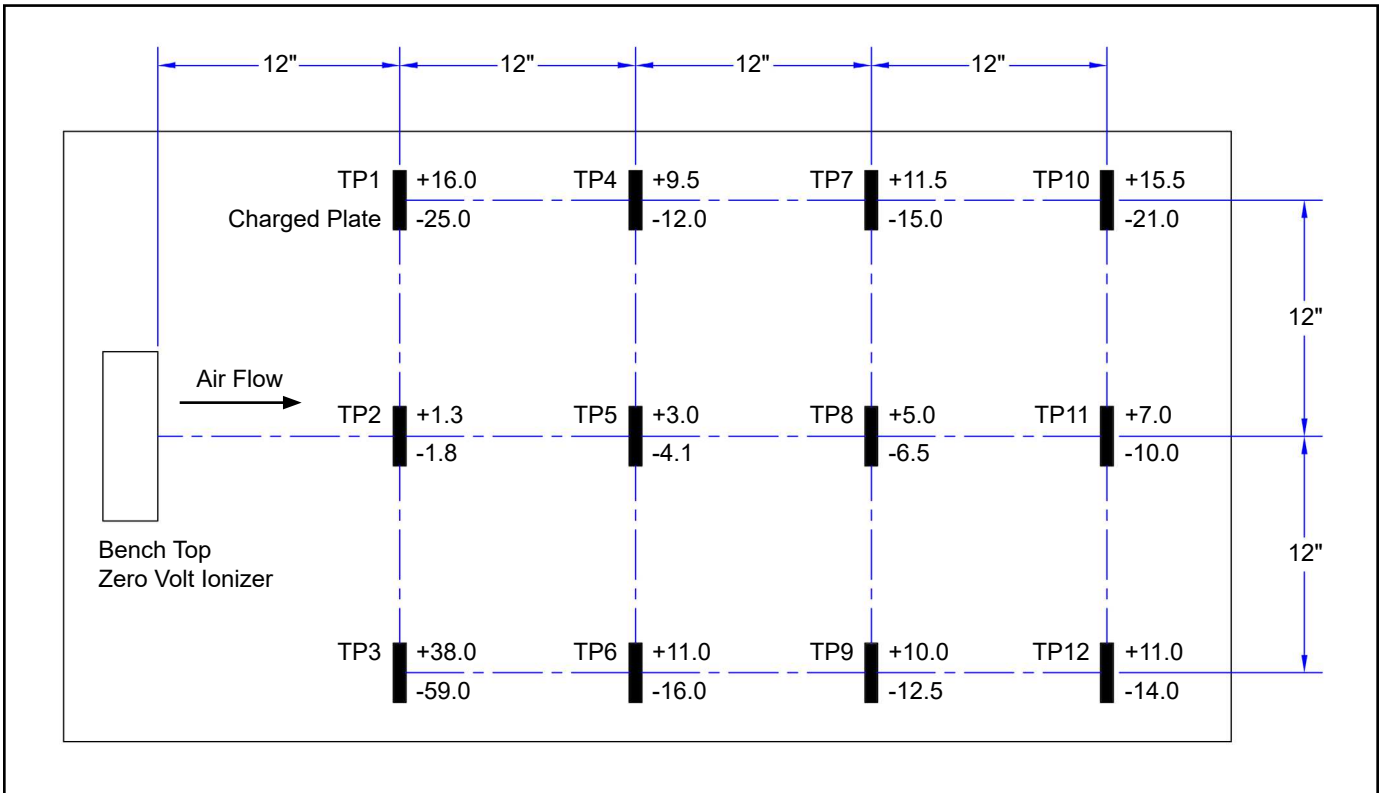 12" 12" 12" 12"
TP1 +16.0 TP4 +9.5 TP7 +11.5 TP10 +15.5
Charged Plate -25.0 -12.0 -15.0 -21.0
12"
Air Flow
TP2 +1.3 TP5 +3.0 TP8 +5.0 TP11 +7.0
-1.8 -4.1 -6.5 -10.0
Bench Top
12"
Zero Volt Ionizer
TP3 +38.0 TP6 +11.0 TP9 +10.0 TP12 +11.0
-59.0 -16.0 -12.5 -14.0